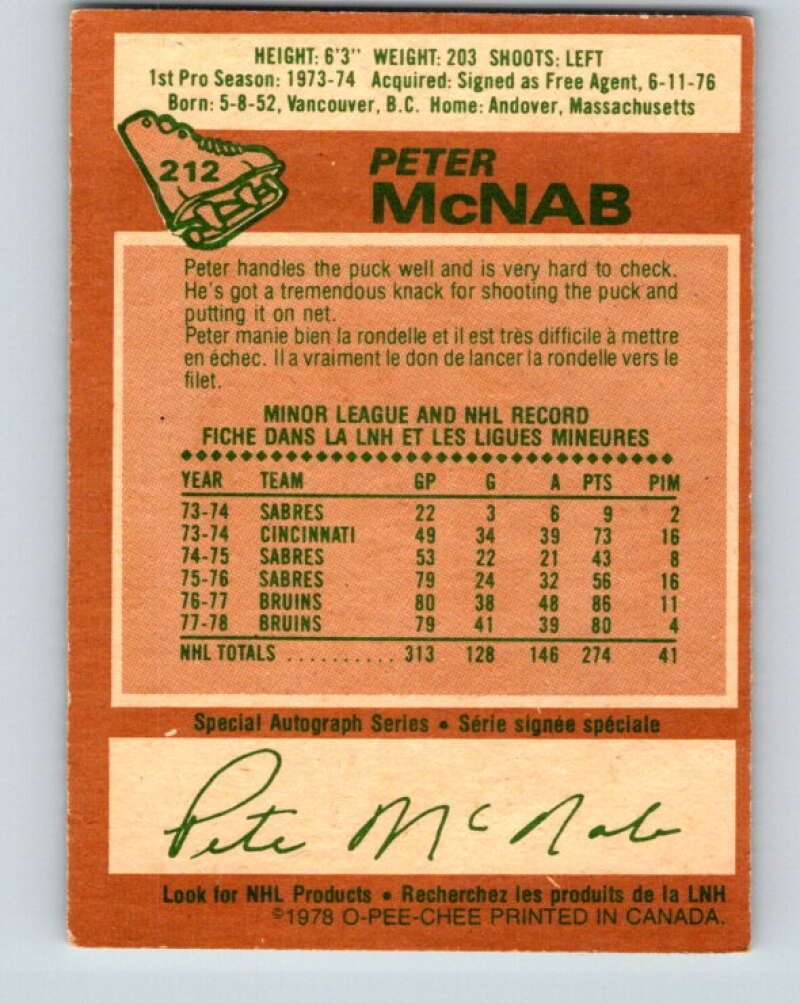 HEIGHT: 6'3" WEIGHT: 203 SHOOTS: LEFT
1st Pro Season: 1973-74 Acquired: Signed as Free Agent, 6-11-76
Born: 5-8-52, Vancouver, B.C. Home: Andover, Massachusetts
212
PETER
McNAB
Peter handles the puck well and is very hard to check.
He's got a tremendous knack for shooting the puck and
putting it on net.
Peter manie bien la rondelle et il est très difficile à mettre
en échec. Il a vraiment le don de lancer la rondelle vers le
filet.
MINOR LEAGUE AND NHL RECORD
FICHE DANS LA LNH ET LES LIGUES MINEURES
YEAR TEAM GP G A PTS PIM
73-74 SABRES 22 3 6 9 2
73-74 CINCINNATI 49 34 39 73 16
74-75 SABRES 53 22 21 43 8
75-76 SABRES 79 24 32 56 16
76-77 BRUINS 80 38 48 86 11
77-78 BRUINS 79 41 39 80 4
NHL TOTALS .......... 313 128 146 274 41
Special Autograph Series • Série signée spéciale
Pete McNab
Look for NHL Products • Recherchez les produits de la LNH
©1978 O-PEE-CHEE PRINTED IN CANADA.